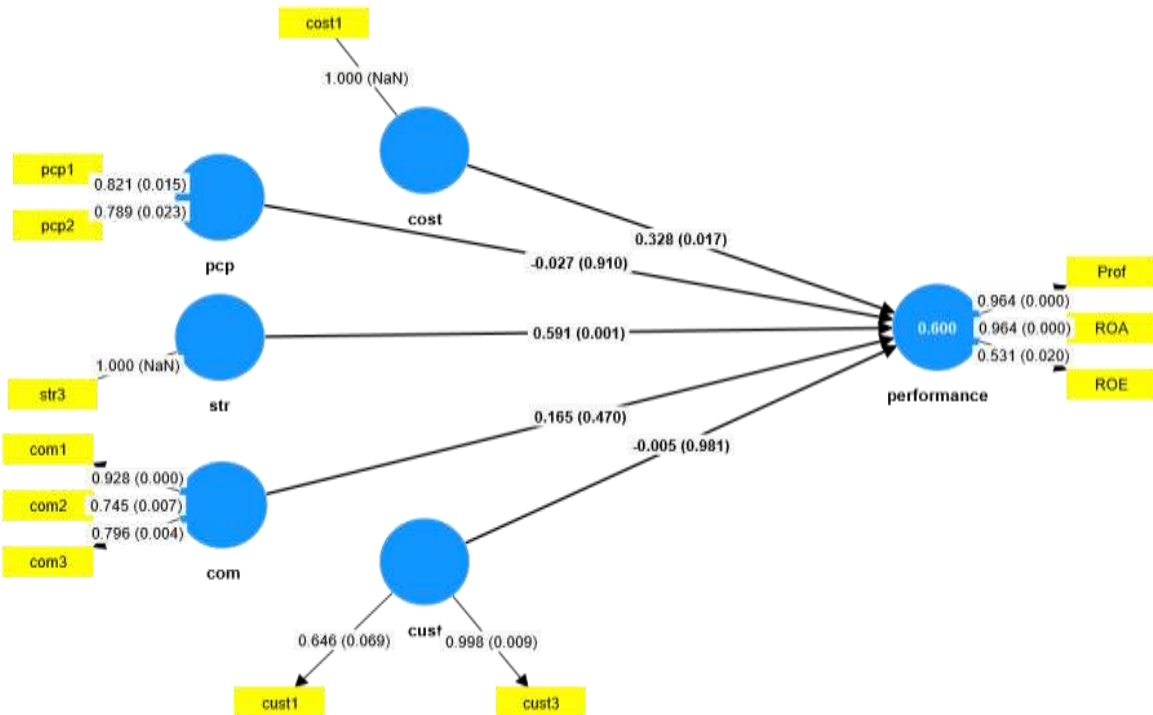 cost1
1.000 (NaN)
cost
pcp1
0.821 (0.015)
0.789 (0.023)
pcp2
pcp
0.328 (0.017)
-0.027 (0.910)
Prof
0.964 (0.000)
0.600
0.964 (0.000)
ROA
0.531 (0.020)
ROE
performance
0.591 (0.001)
1.000 (NaN)
str3
str
0.165 (0.470)
-0.005 (0.981)
com1
0.928 (0.000)
com2
0.745 (0.007)
0.796 (0.004)
com3
com
cust
0.646 (0.069)
0.998 (0.009)
cust1
cust3